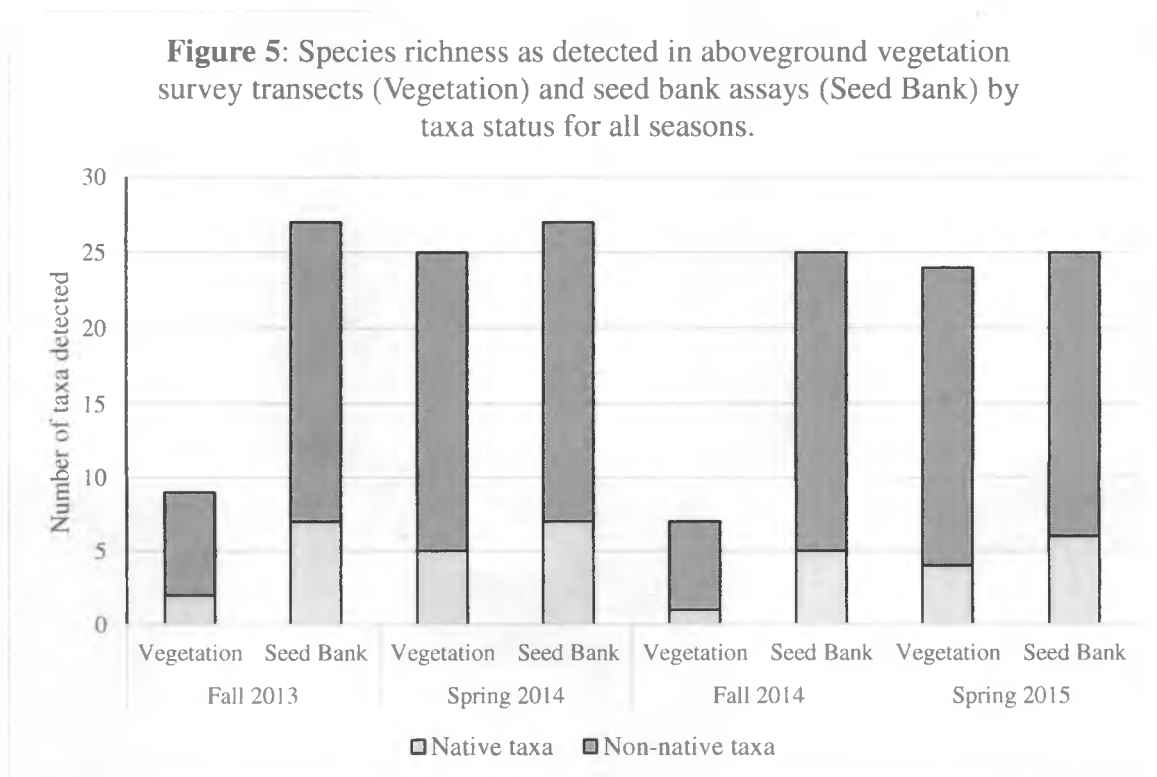 Figure 5: Species richness as detected in aboveground vegetation
survey transects (Vegetation) and seed bank assays (Seed Bank) by
taxa status for all seasons.
30
25
20
15
10
5
0
Number of taxa detected
Vegetation Seed Bank Vegetation Seed Bank Vegetation Seed Bank Vegetation Seed Bank
Fall 2013 Spring 2014 Fall 2014 Spring 2015
Native taxa Non-native taxa